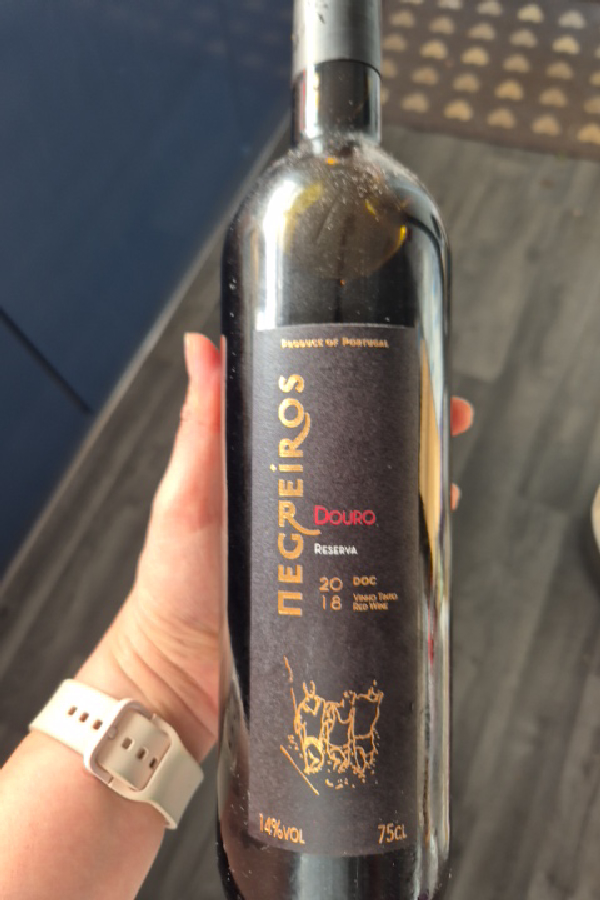 PRODUCE OF PORTUGAL
NEGREIROS
DOURO
RESERVA
20
18
DOC
VINHO TINTO
RED WINE
14%VOL
75CL